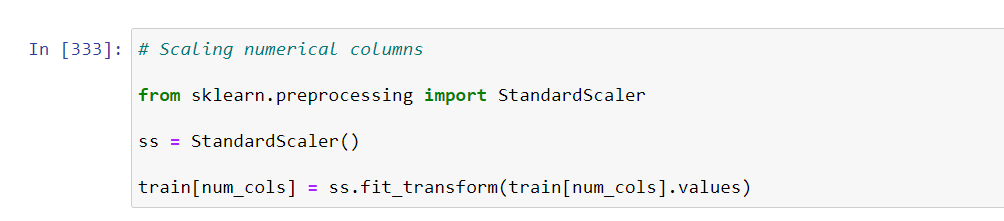 In [333]: # Scaling numerical columns
from sklearn.preprocessing import StandardScaler
ss = StandardScaler()
train[num_cols] = ss.fit_transform(train[num_cols].values)